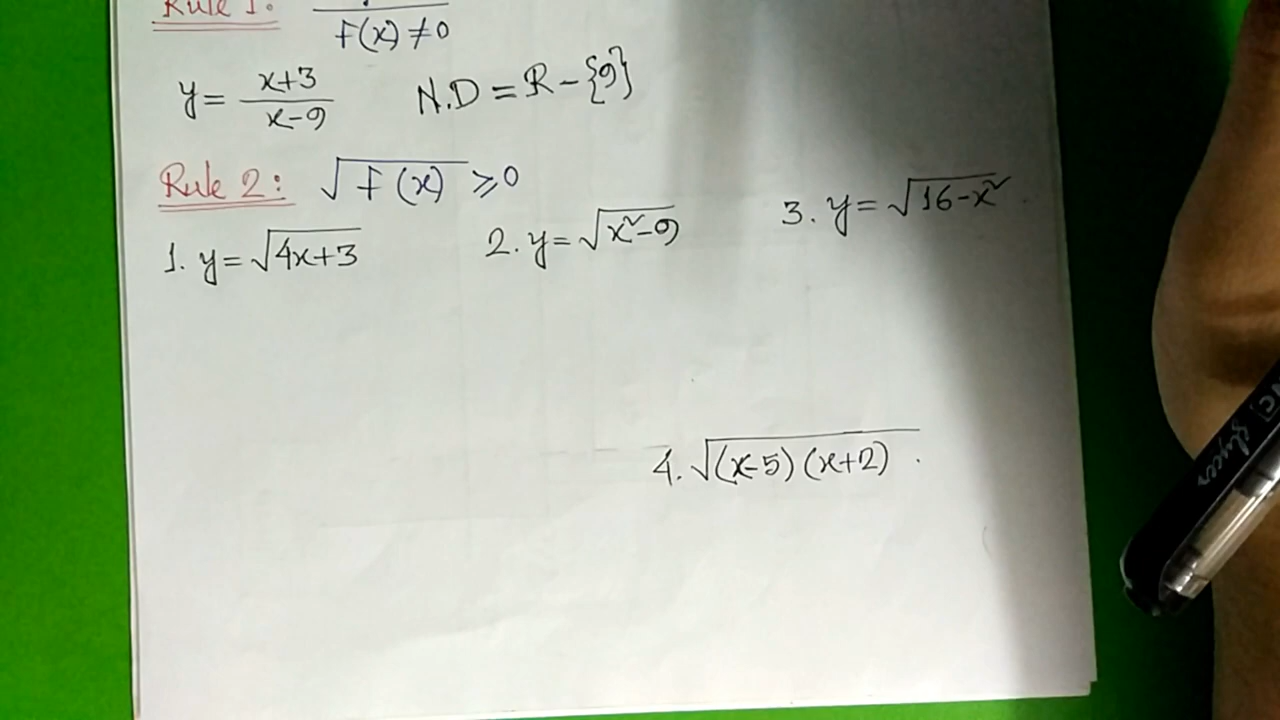 Rule 1:
F(x) ≠ 0
y = x+3 / x-9 N.D = R - {9}
Rule 2: √F(x) ≥ 0
1. y = √4x+3 2. y = √x²-9 3. y = √16-x²
4. √(x-5)(x+2) .